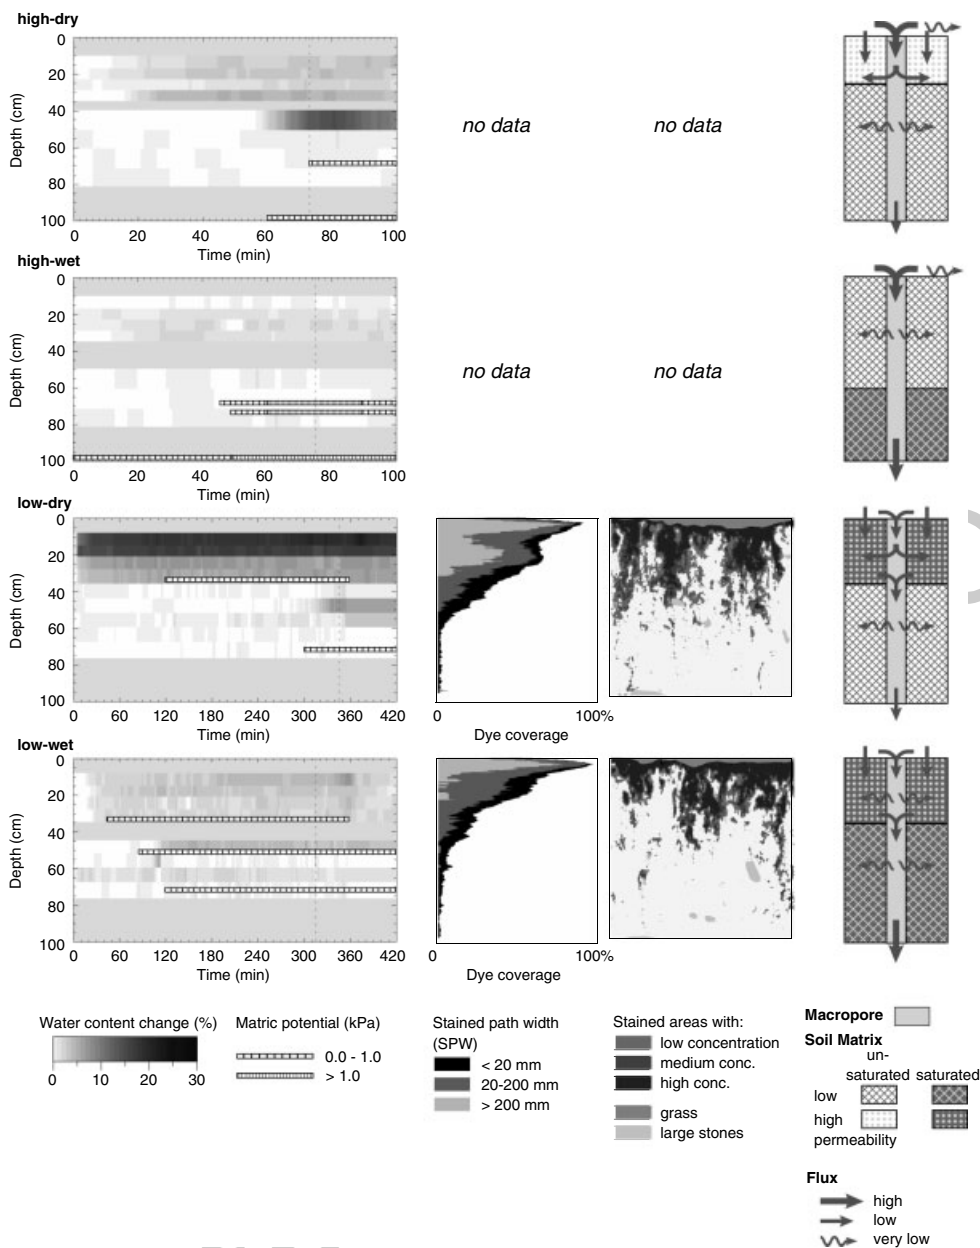 high-dry
0
20
40
60
80
100
Depth (cm)
0 20 40 60 80 100
Time (min)
no data
no data
high-wet
0
20
40
60
80
100
Depth (cm)
0 20 40 60 80 100
Time (min)
no data
no data
low-dry
0
20
40
60
80
100
Depth (cm)
0 60 120 180 240 300 360 420
Time (min)
0 100%
Dye coverage
low-wet
0
20
40
60
80
100
Depth (cm)
0 60 120 180 240 300 360 420
Time (min)
0 100%
Dye coverage
Water content change (%)
0 10 20 30
Matric potential (kPa)
0.0 - 1.0
> 1.0
Stained path width
(SPW)
< 20 mm
20-200 mm
> 200 mm
Stained areas with:
low concentration
medium conc.
high conc.
grass
large stones
Macropore
Soil Matrix
un-
saturated saturated
low
high
permeability
Flux
high
low
very low